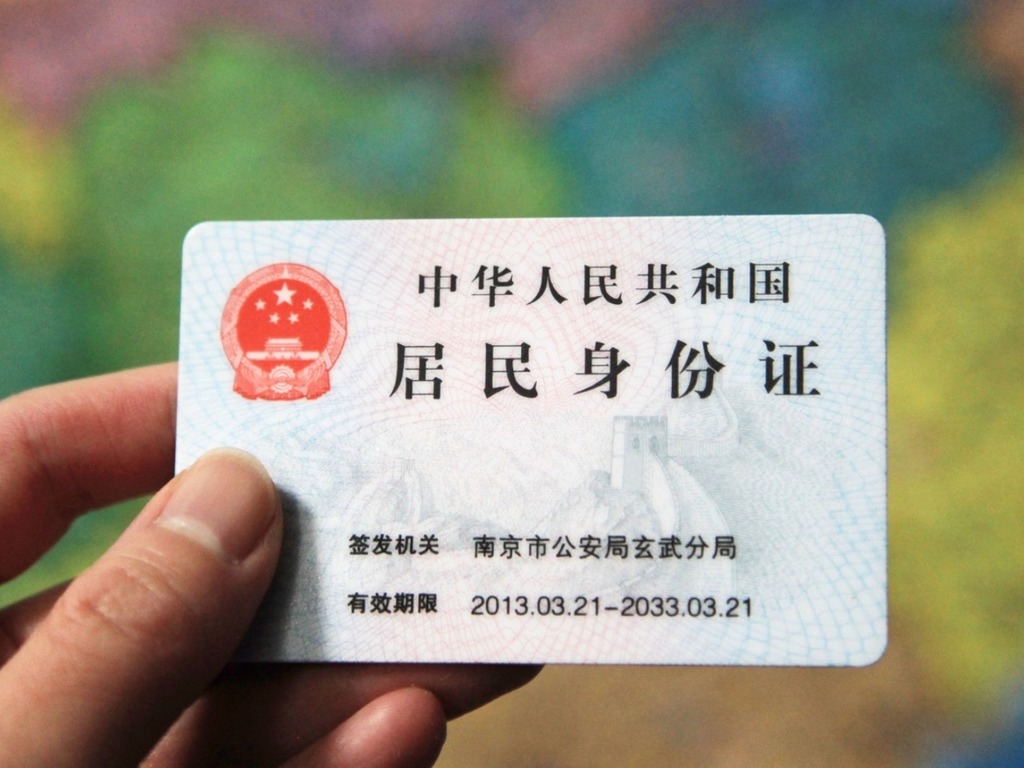 中华人民共和国
居民身份证
签发机关 南京市公安局玄武分局
有效期限 2013.03.21-2033.03.21